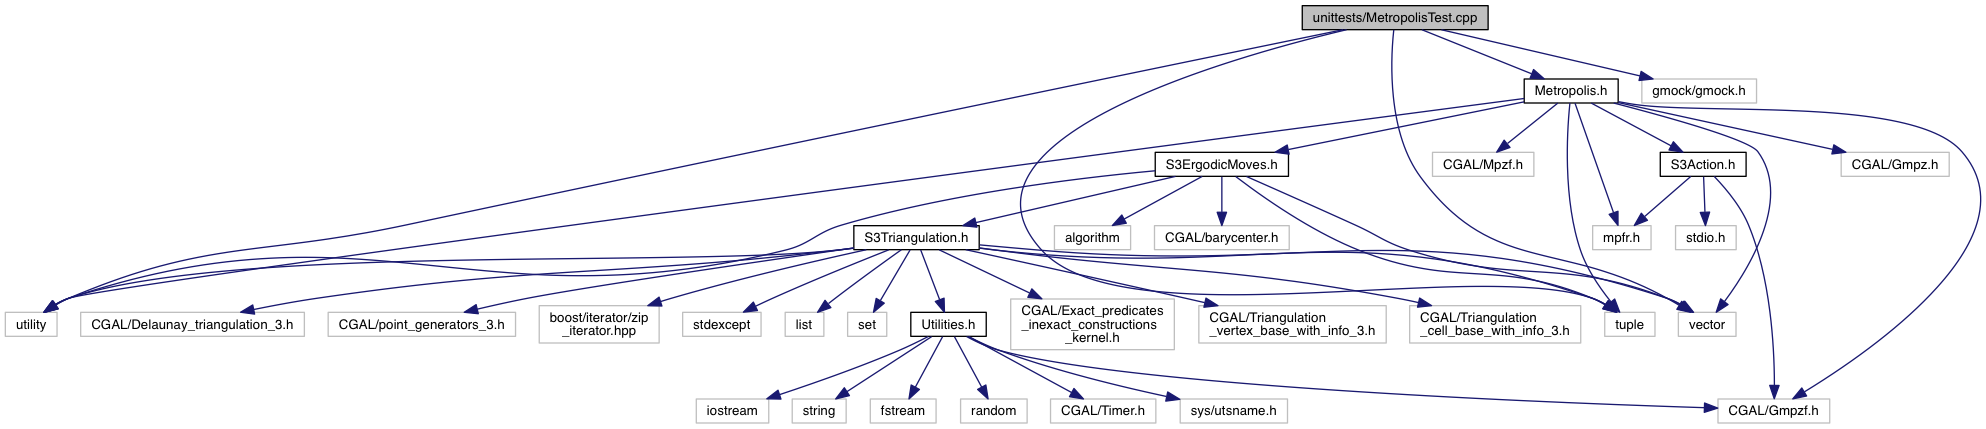 unittests/MetropolisTest.cpp
Metropolis.h
gmock/gmock.h
S3ErgodicMoves.h
CGAL/Mpzf.h
S3Action.h
CGAL/Gmpz.h
S3Triangulation.h
algorithm
CGAL/barycenter.h
mpfr.h
stdio.h
utility
CGAL/Delaunay_triangulation_3.h
CGAL/point_generators_3.h
boost/iterator/zip
_iterator.hpp
stdexcept
list
set
Utilities.h
CGAL/Exact_predicates
_inexact_constructions
_kernel.h
CGAL/Triangulation
_vertex_base_with_info_3.h
CGAL/Triangulation
_cell_base_with_info_3.h
tuple
vector
iostream
string
fstream
random
CGAL/Timer.h
sys/utsname.h
CGAL/Gmpzf.h